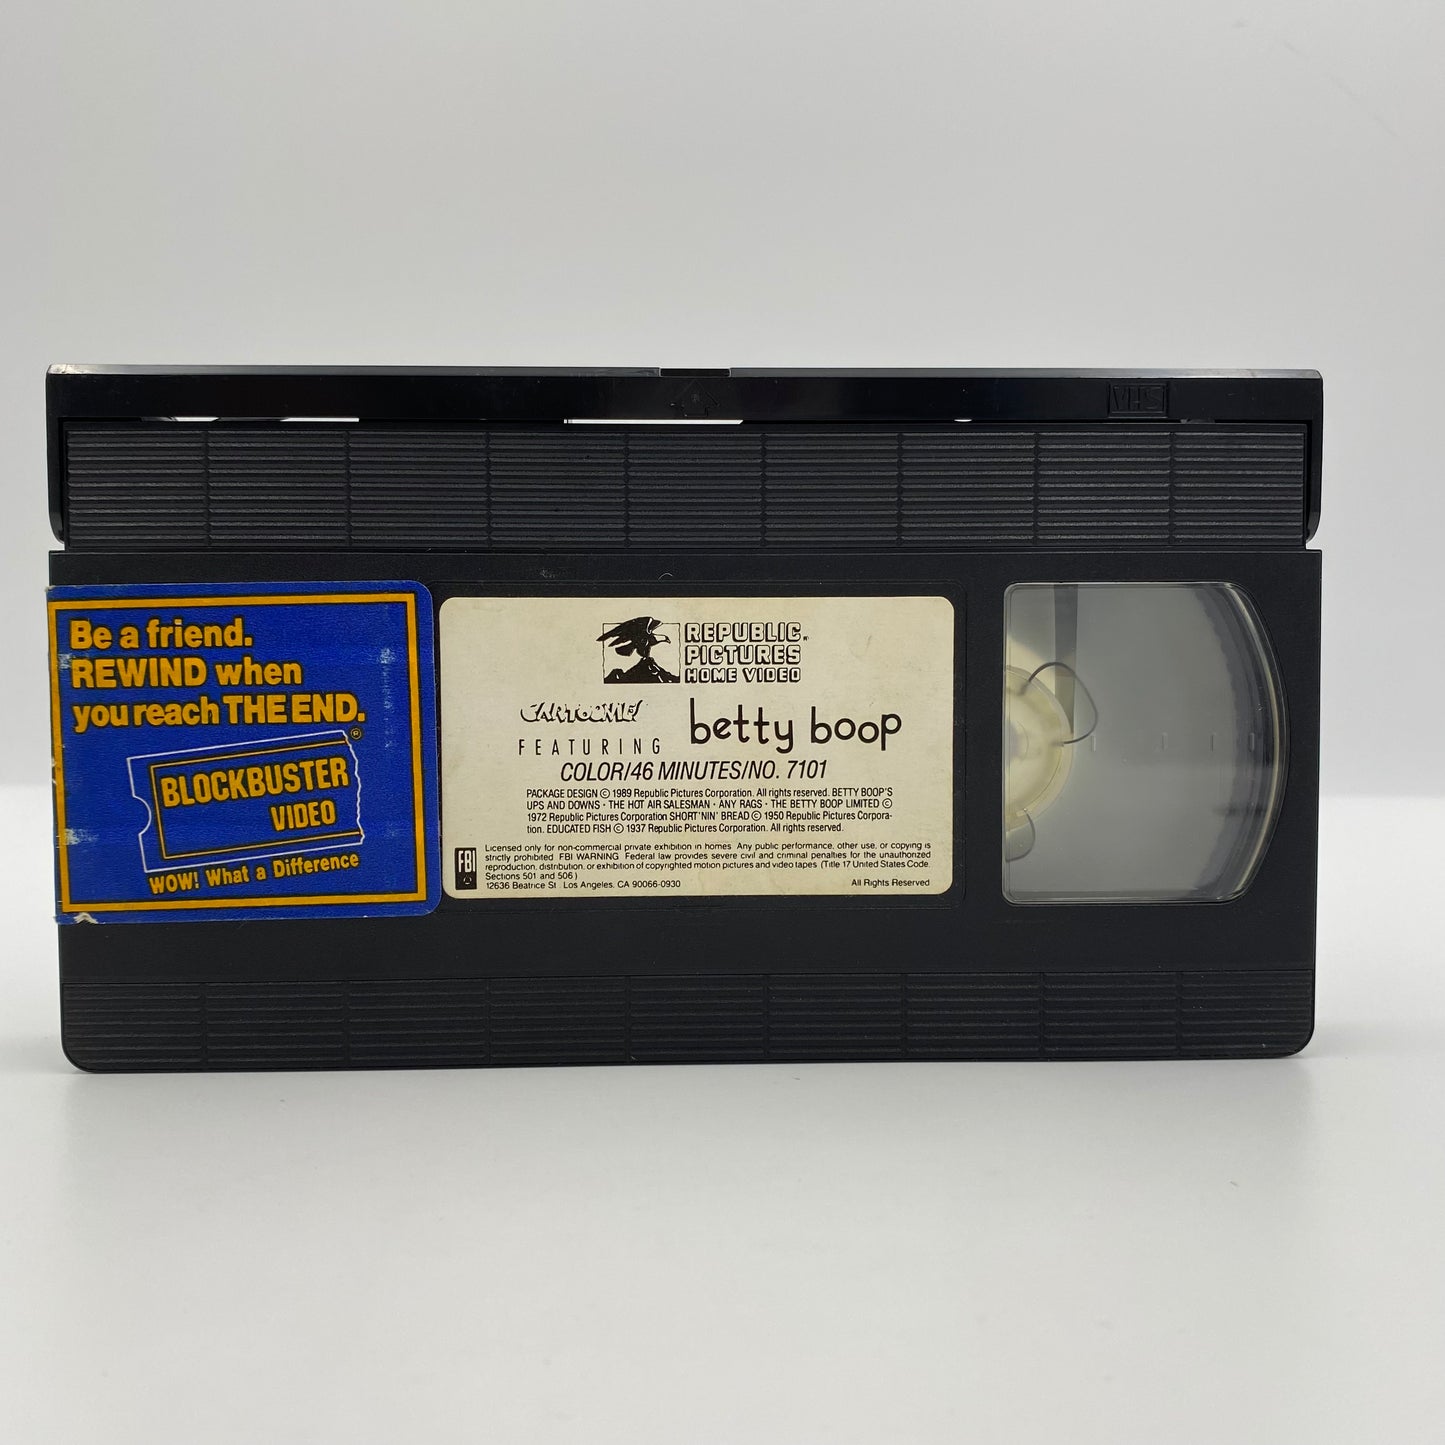 VHS
Be a friend.
REWIND when
you reach THE END.
®
BLOCKBUSTER
VIDEO
WOW! What a Difference
REPUBLIC
PICTURES
HOME VIDEO
CARTOONS!
FEATURING betty boop
COLOR/46 MINUTES/NO. 7101
PACKAGE DESIGN © 1989 Republic Pictures Corporation. All rights reserved. BETTY BOOP'S
UPS AND DOWNS · THE HOT AIR SALESMAN · ANY RAGS · THE BETTY BOOP LIMITED ©
1972 Republic Pictures Corporation SHORT 'NIN' BREAD © 1950 Republic Pictures Corpora-
tion. EDUCATED FISH © 1937 Republic Pictures Corporation. All rights reserved.
FBI
Licensed only for non-commercial private exhibition in homes. Any public performance, other use, or copying is
strictly prohibited. FBI WARNING Federal law provides severe civil and criminal penalties for the unauthorized
reproduction, distribution, or exhibition of copyrighted motion pictures and video tapes (Title 17 United States Code,
Sections 501 and 506)
12636 Beatrice St Los Angeles, CA 90066-0930 All Rights Reserved